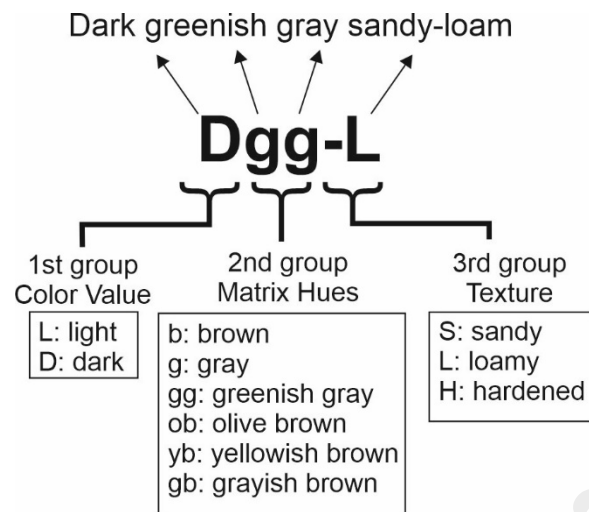 Dark greenish gray sandy-loam
Dgg-L
1st group
Color Value
L: light
D: dark
2nd group
Matrix Hues
b: brown
g: gray
gg: greenish gray
ob: olive brown
yb: yellowish brown
gb: grayish brown
3rd group
Texture
S: sandy
L: loamy
H: hardened